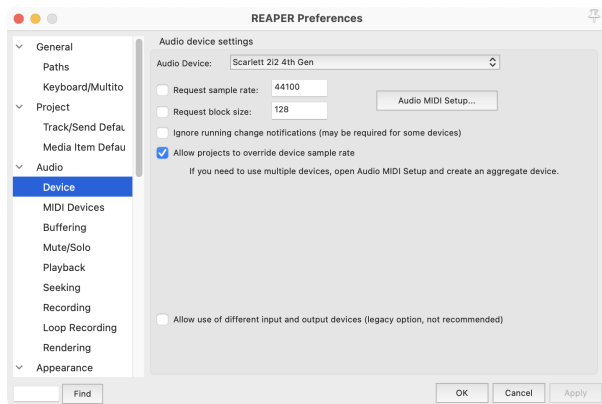 REAPER Preferences
General
Paths
Keyboard/Multito
Project
Track/Send Defau
Media Item Defau
Audio
Device
MIDI Devices
Buffering
Mute/Solo
Playback
Seeking
Recording
Loop Recording
Rendering
Appearance
Find
Audio device settings
Audio Device: Scarlett 2i2 4th Gen
Request sample rate: 44100
Audio MIDI Setup...
Request block size: 128
Ignore running change notifications (may be required for some devices)
Allow projects to override device sample rate
If you need to use multiple devices, open Audio MIDI Setup and create an aggregate device.
Allow use of different input and output devices (legacy option, not recommended)
OK Cancel Apply